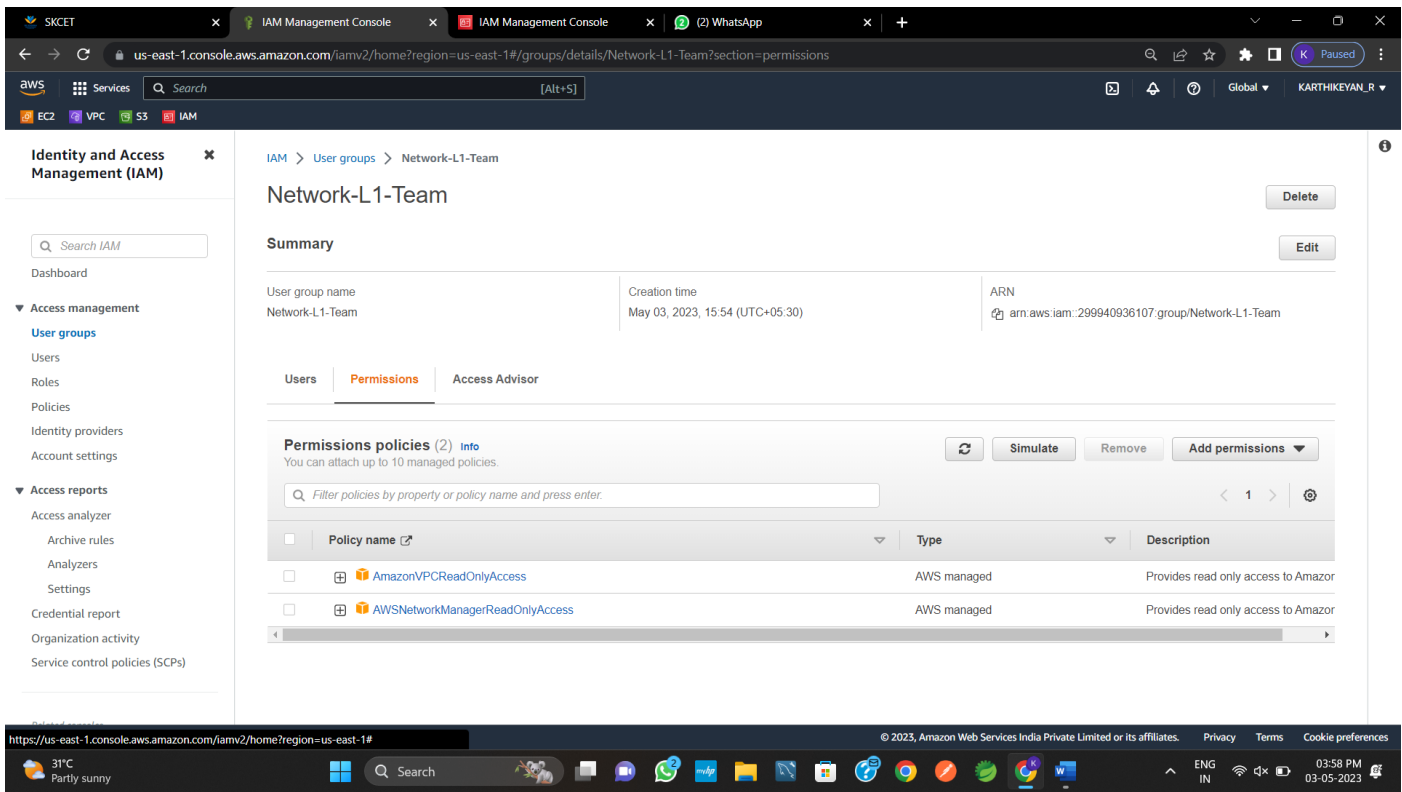 SKCET
IAM Management Console
IAM Management Console
(2) WhatsApp
us-east-1.console.aws.amazon.com/iamv2/home?region=us-east-1#/groups/details/Network-L1-Team?section=permissions
K Paused
aws
Services
Search
[Alt+S]
Global
KARTHIKEYAN_R
EC2 VPC S3 IAM
Identity and Access
Management (IAM)
Search IAM
Dashboard
Access management
User groups
Users
Roles
Policies
Identity providers
Account settings
Access reports
Access analyzer
Archive rules
Analyzers
Settings
Credential report
Organization activity
Service control policies (SCPs)
IAM > User groups > Network-L1-Team
Network-L1-Team
Delete
Summary
Edit
User group name
Network-L1-Team
Creation time
May 03, 2023, 15:54 (UTC+05:30)
ARN
arn:aws:iam::299940936107:group/Network-L1-Team
Users Permissions Access Advisor
Permissions policies (2) Info
You can attach up to 10 managed policies.
Simulate Remove Add permissions
Filter policies by property or policy name and press enter.
1
Policy name Type Description
AmazonVPCReadOnlyAccess AWS managed Provides read only access to Amazon
AWSNetworkManagerReadOnlyAccess AWS managed Provides read only access to Amazon
https://us-east-1.console.aws.amazon.com/iamv2/home?region=us-east-1#
© 2023, Amazon Web Services India Private Limited or its affiliates. Privacy Terms Cookie preferences
31°C
Partly sunny
Search
2
K
ENG
IN
03:58 PM
03-05-2023